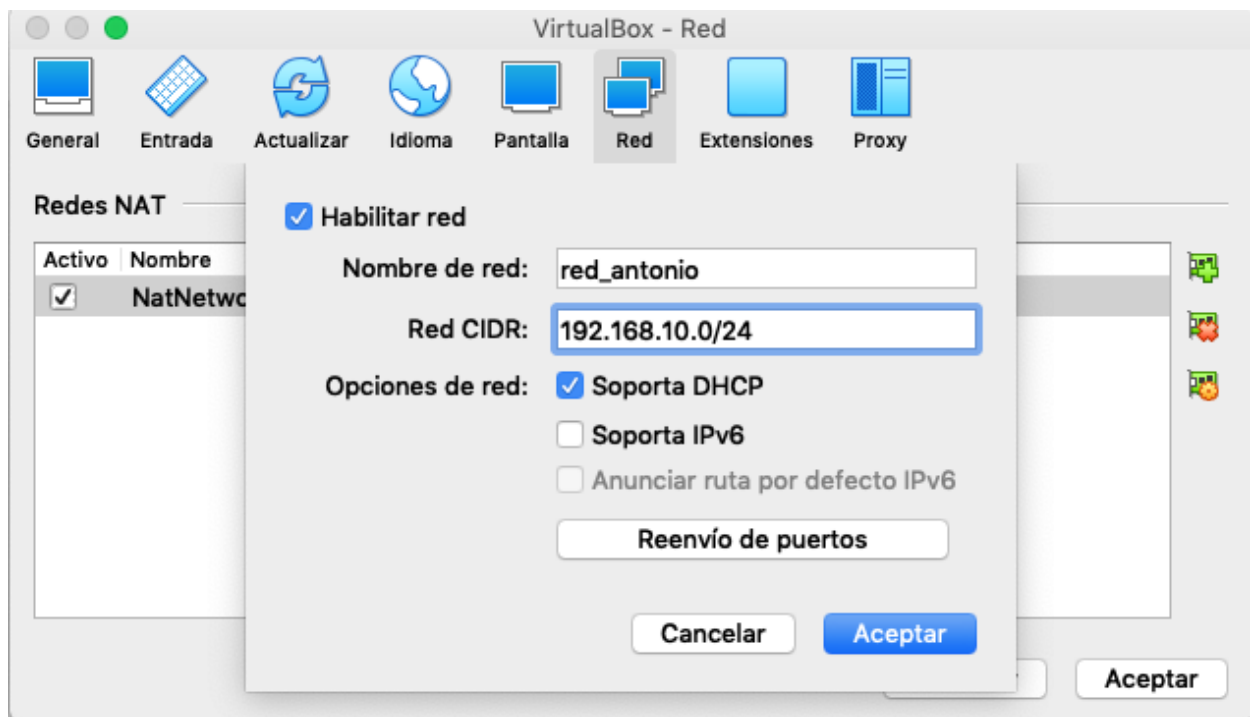 VirtualBox - Red
General Entrada Actualizar Idioma Pantalla Red Extensiones Proxy
Redes NAT
Activo Nombre
NatNetwo
Habilitar red
Nombre de red: red_antonio
Red CIDR: 192.168.10.0/24
Opciones de red: Soporta DHCP
Soporta IPv6
Anunciar ruta por defecto IPv6
Reenvío de puertos
Cancelar Aceptar
Aceptar